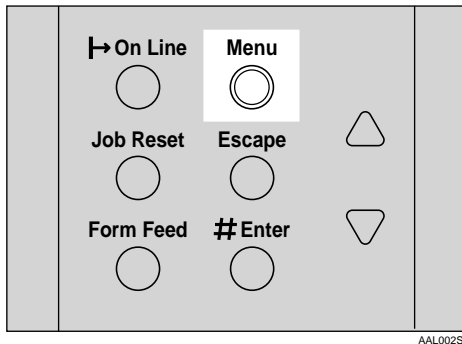 On Line Menu
Job Reset Escape
Form Feed #Enter
AAL002S